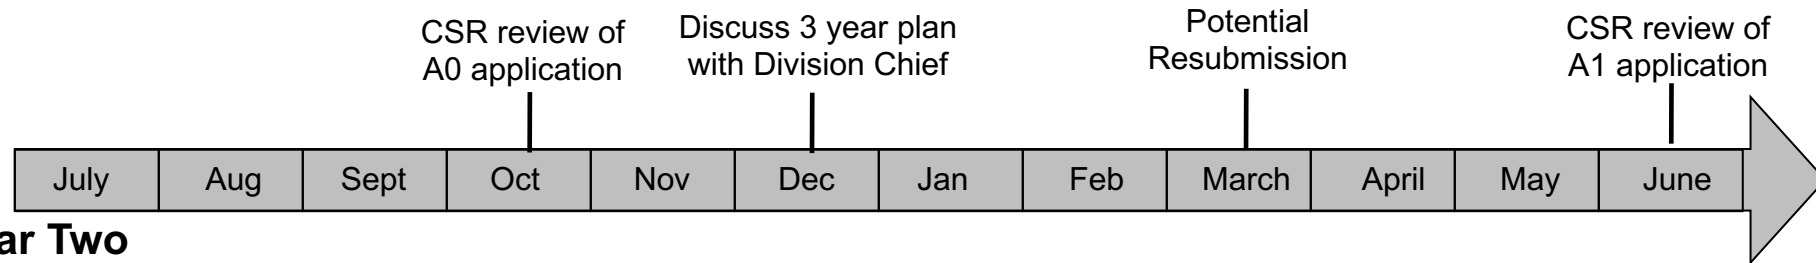 CSR review of
A0 application
Discuss 3 year plan
with Division Chief
Potential
Resubmission
CSR review of
A1 application
July Aug Sept Oct Nov Dec Jan Feb March April May June
ar Two